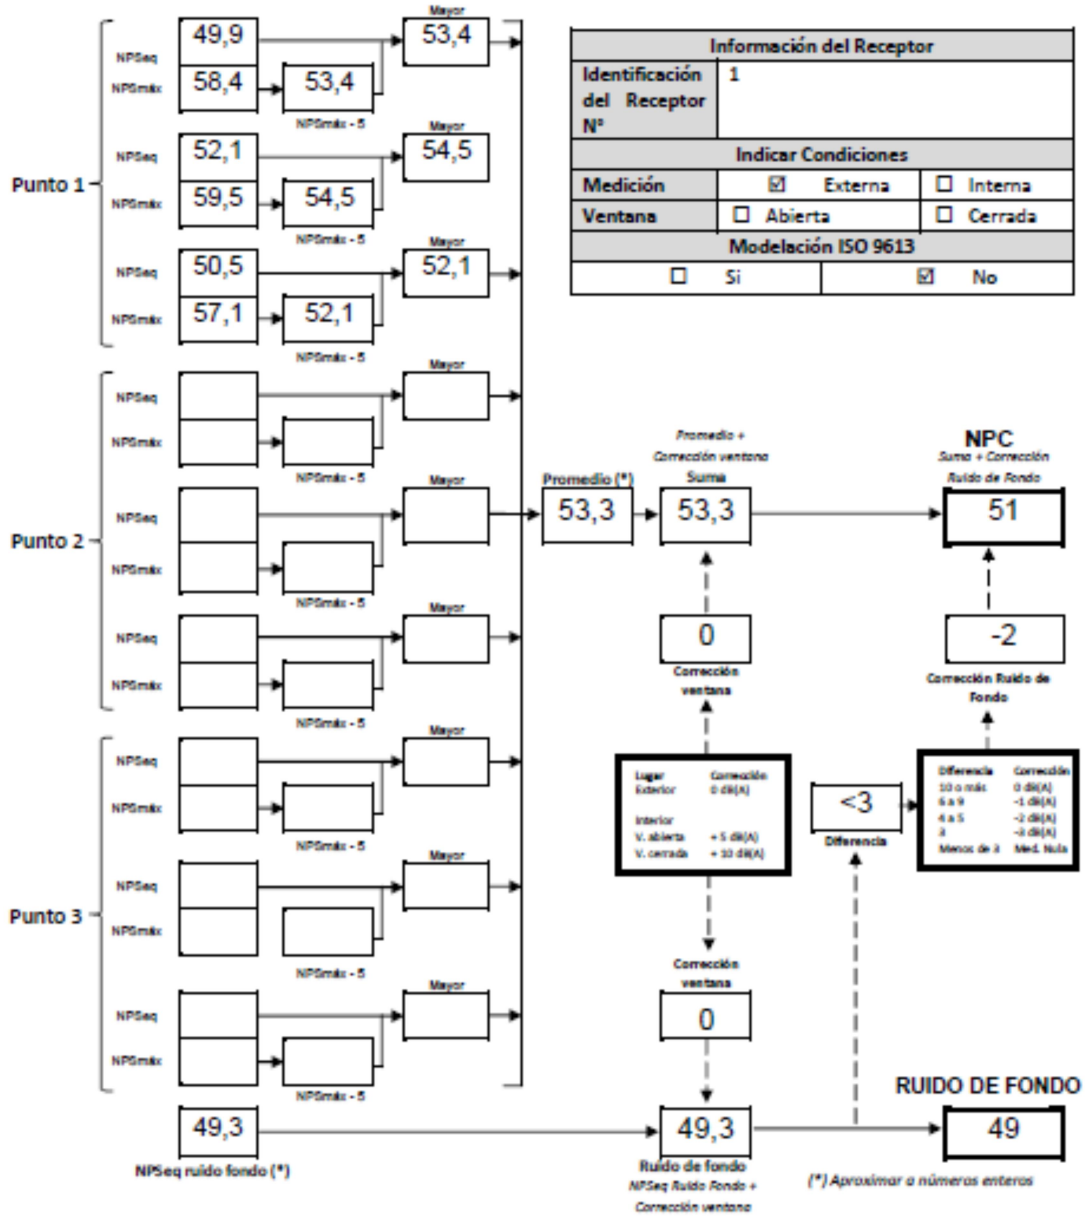 Punto 1
NPSeq
49,9
Mayor
53,4
NPSmáx
58,4
53,4
NPSmáx - 5
NPSeq
52,1
Mayor
54,5
NPSmáx
59,5
54,5
NPSmáx - 5
NPSeq
50,5
Mayor
52,1
NPSmáx
57,1
52,1
NPSmáx - 5
Información del Receptor
Identificación
1
del Receptor
N°
Indicar Condiciones
Medición ☑ Externa ☐ Interna
Ventana ☐ Abierta ☐ Cerrada
Modelación ISO 9613
☐ Si ☑ No
Punto 2
NPSeq
Mayor
NPSmáx
NPSmáx - 5
NPSeq
Mayor
NPSmáx
NPSmáx - 5
NPSeq
Mayor
NPSmáx
NPSmáx - 5
Promedio (*)
53,3
Promedio +
Corrección ventana
Suma
53,3
NPC
Suma + Corrección
Ruido de Fondo
51
0
Corrección
ventana
-2
Corrección Ruido de
Fondo
Punto 3
NPSeq
Mayor
NPSmáx
NPSmáx - 5
NPSeq
Mayor
NPSmáx
NPSmáx - 5
NPSeq
Mayor
NPSmáx
NPSmáx - 5
Lugar Corrección
Exterior 0 dB(A)
Interior
V. abierta + 5 dB(A)
V. cerrada + 10 dB(A)
<3
Diferencia
Diferencia Corrección
10 o más 0 dB(A)
6 a 9 -1 dB(A)
4 a 5 -2 dB(A)
3 -3 dB(A)
Menos de 3 Med. Nula
Corrección
ventana
0
49,3
NPSeq ruido fondo (*)
49,3
Ruido de fondo
NPSeq Ruido Fondo +
Corrección ventana
RUIDO DE FONDO
49
(*) Aproximar a números enteros